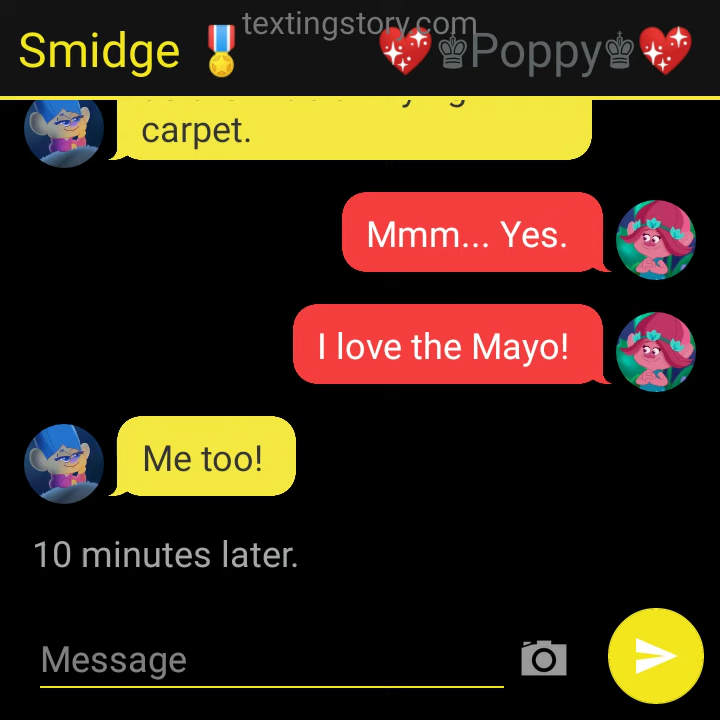 textingstory.com
Smidge 🎖 💖♚Poppy♚💖
carpet.
Mmm... Yes.
I love the Mayo!
Me too!
10 minutes later.
Message